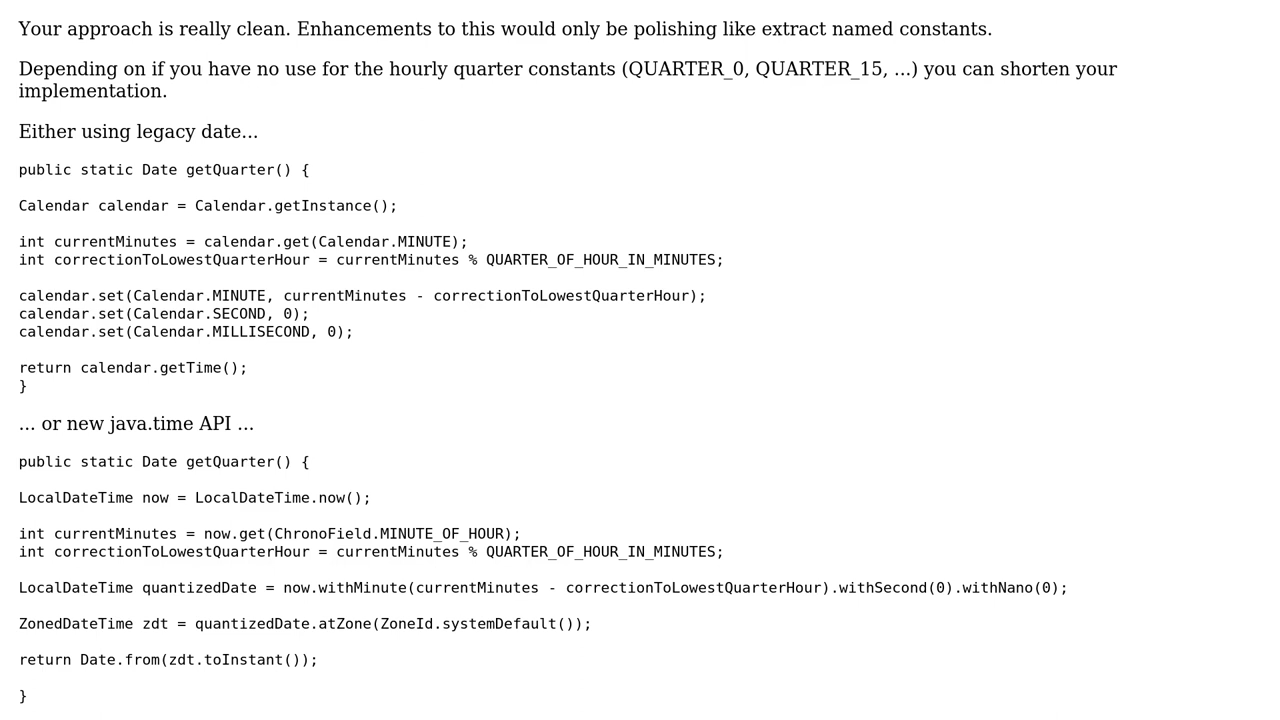 Your approach is really clean. Enhancements to this would only be polishing like extract named constants.
Depending on if you have no use for the hourly quarter constants (QUARTER_0, QUARTER_15, ...) you can shorten your
implementation.
Either using legacy date...
public static Date getQuarter() {
Calendar calendar = Calendar.getInstance();
int currentMinutes = calendar.get(Calendar.MINUTE);
int correctionToLowestQuarterHour = currentMinutes % QUARTER_OF_HOUR_IN_MINUTES;
calendar.set(Calendar.MINUTE, currentMinutes - correctionToLowestQuarterHour);
calendar.set(Calendar.SECOND, 0);
calendar.set(Calendar.MILLISECOND, 0);
return calendar.getTime();
}
... or new java.time API ...
public static Date getQuarter() {
LocalDateTime now = LocalDateTime.now();
int currentMinutes = now.get(ChronoField.MINUTE_OF_HOUR);
int correctionToLowestQuarterHour = currentMinutes % QUARTER_OF_HOUR_IN_MINUTES;
LocalDateTime quantizedDate = now.withMinute(currentMinutes - correctionToLowestQuarterHour).withSecond(0).withNano(0);
ZonedDateTime zdt = quantizedDate.atZone(ZoneId.systemDefault());
return Date.from(zdt.toInstant());
}